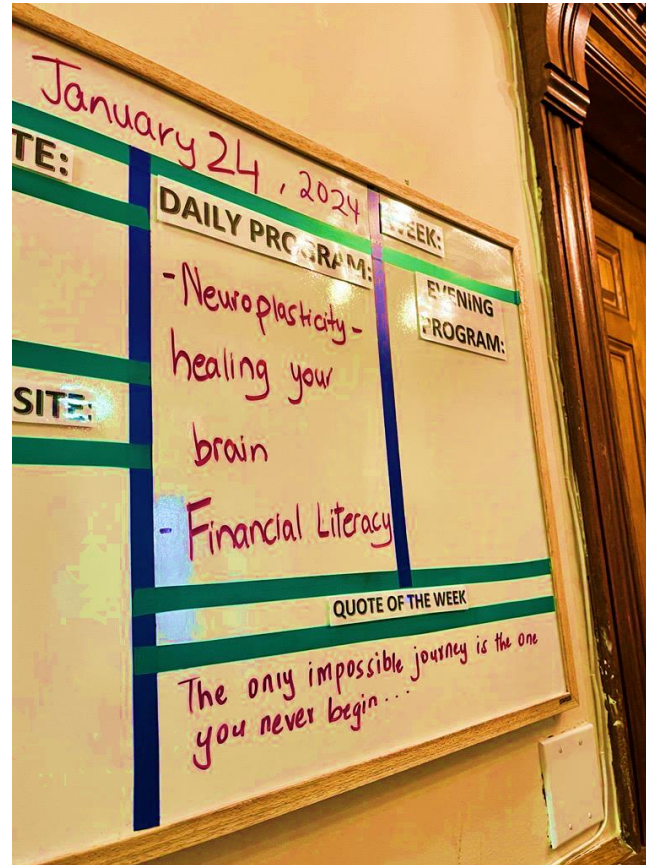 January 24, 2024
TE:
DAILY PROGRAM:
-Neuroplasticity-
healing your
brain
- Financial Literacy
SITE:
WEEK:
EVENING
PROGRAM:
QUOTE OF THE WEEK
The only impossible journey is the one
you never begin...